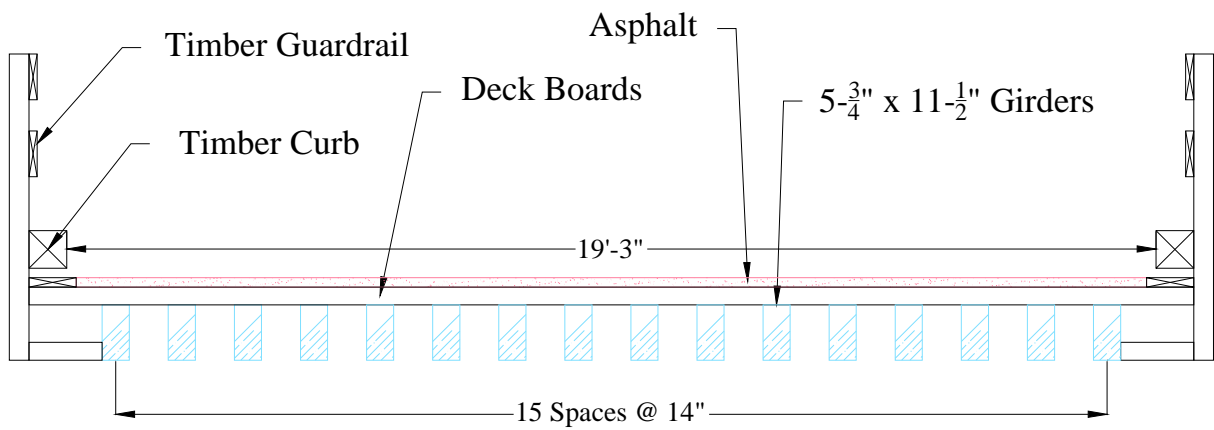 Asphalt
Timber Guardrail
Deck Boards
5-3/4" x 11-1/2" Girders
Timber Curb
19'-3"
15 Spaces @ 14"